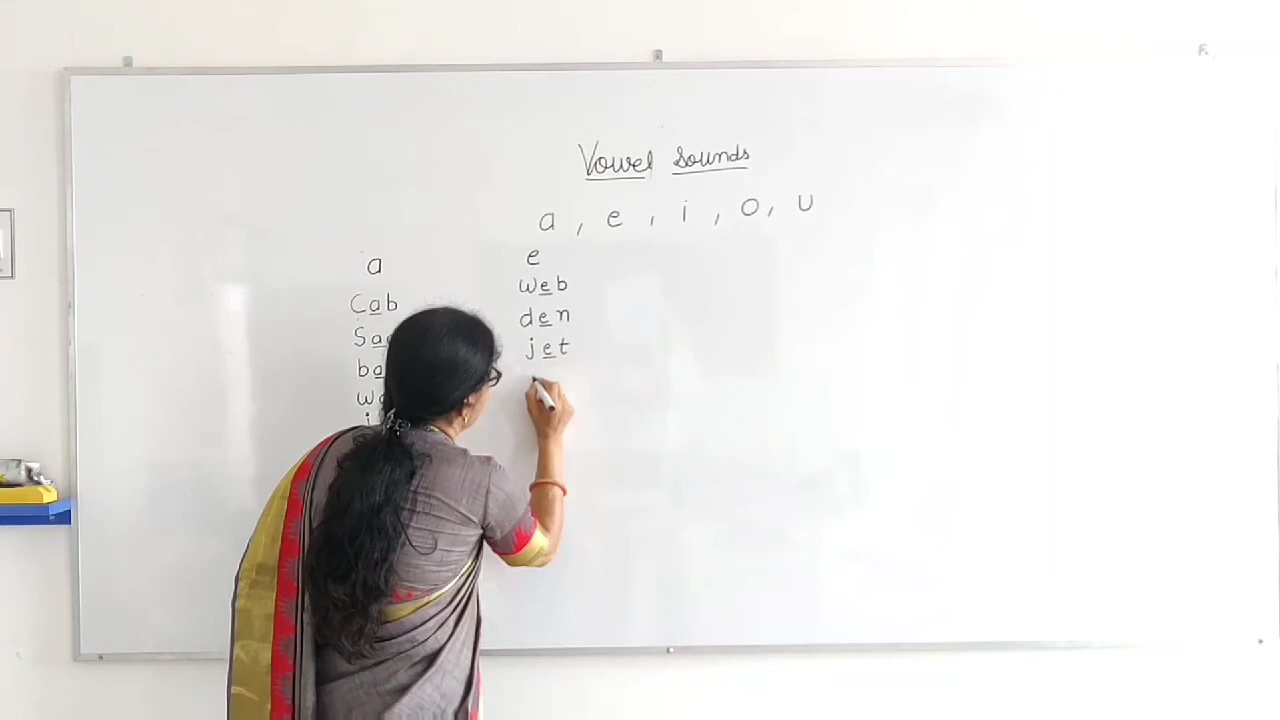 Vowel Sounds
a , e , i , o , u
a
Cab
e
web
den
jet